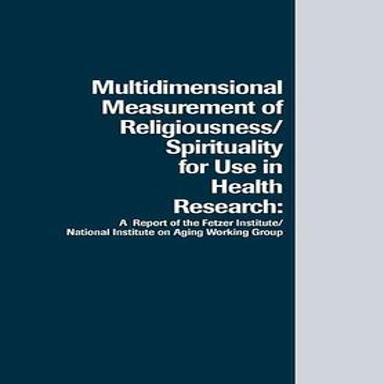 Multidimensional
Measurement of
Religiousness/
Spirituality
for Use in
Health
Research:
A Report of the Fetzer Institute/
National Institute on Aging Working Group